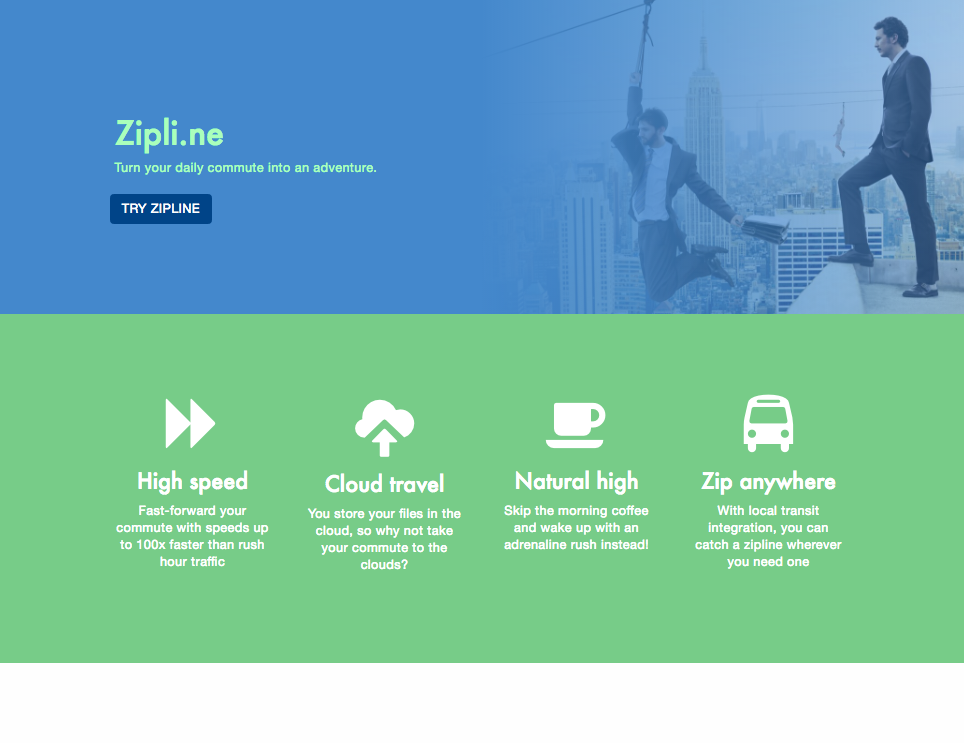 Zipli.ne
Turn your daily commute into an adventure.
TRY ZIPLINE
High speed
Fast-forward your
commute with speeds up
to 100x faster than rush
hour traffic
Cloud travel
You store your files in the
cloud, so why not take
your commute to the
clouds?
Natural high
Skip the morning coffee
and wake up with an
adrenaline rush instead!
Zip anywhere
With local transit
integration, you can
catch a zipline wherever
you need one